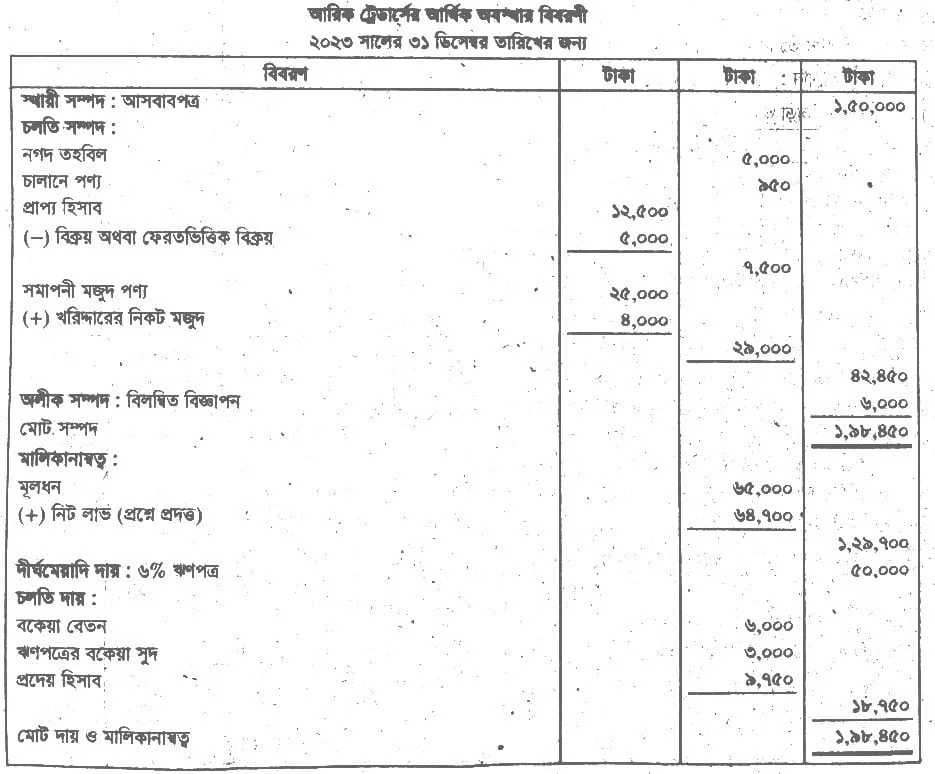 আরিক ট্রেডার্সের আর্থিক অবস্থার বিবরণী
২০২৩ সালের ৩১ ডিসেম্বর তারিখের জন্য
বিবরণ টাকা টাকা টাকা
স্থায়ী সম্পদ : আসবাবপত্র ১,৫০,০০০
চলতি সম্পদ :
নগদ তহবিল ৫,০০০
চালানে পণ্য ৯৫০
প্রাপ্য হিসাব ১২,৫০০
(–) বিক্রয় অথবা ফেরতভিত্তিক বিক্রয় ৫,০০০
৭,৫০০
সমাপনী মজুদ পণ্য ২৫,০০০
(+) খরিদ্দারের নিকট মজুদ ৪,০০০
২৯,০০০
৪২,৪৫০
অলীক সম্পদ : বিলম্বিত বিজ্ঞাপন ৬,০০০
মোট সম্পদ ১,৯৮,৪৫০
মালিকানাস্বত্ব :
মূলধন ৬৫,০০০
(+) নিট লাভ (প্রশ্নে প্রদত্ত) ৬৪,৭০০
১,২৯,৭০০
দীর্ঘমেয়াদি দায় : ৬% ঋণপত্র ৫০,০০০
চলতি দায় :
বকেয়া বেতন ৬,০০০
ঋণপত্রের বকেয়া সুদ ৩,০০০
প্রদেয় হিসাব ৯,৭৫০
১৮,৭৫০
মোট দায় ও মালিকানাস্বত্ব ১,৯৮,৪৫০